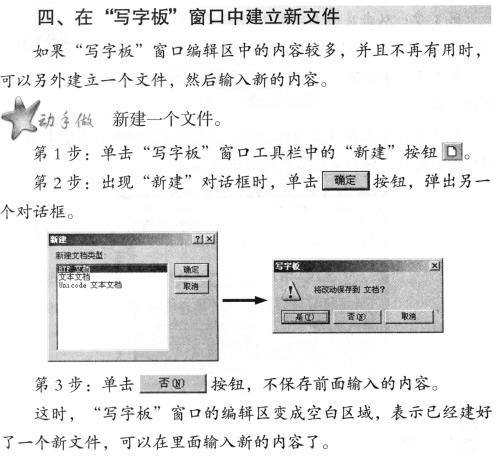 四、在“写字板”窗口中建立新文件
如果“写字板”窗口编辑区中的内容较多，并且不再有用时，
可以另外建立一个文件，然后输入新的内容。
动手做 新建一个文件。
第1步：单击“写字板”窗口工具栏中的“新建”按钮。
第2步：出现“新建”对话框时，单击 确定 按钮，弹出另一
个对话框。
新建
新建文档类型:
RTF 文档
文本文档
Unicode 文本文档
确定
取消
写字板
将改动保存到 文档?
是(Y) 否(N) 取消
第3步：单击 否(N) 按钮，不保存前面输入的内容。
这时，“写字板”窗口的编辑区变成空白区域，表示已经建好
了一个新文件，可以在里面输入新的内容了。